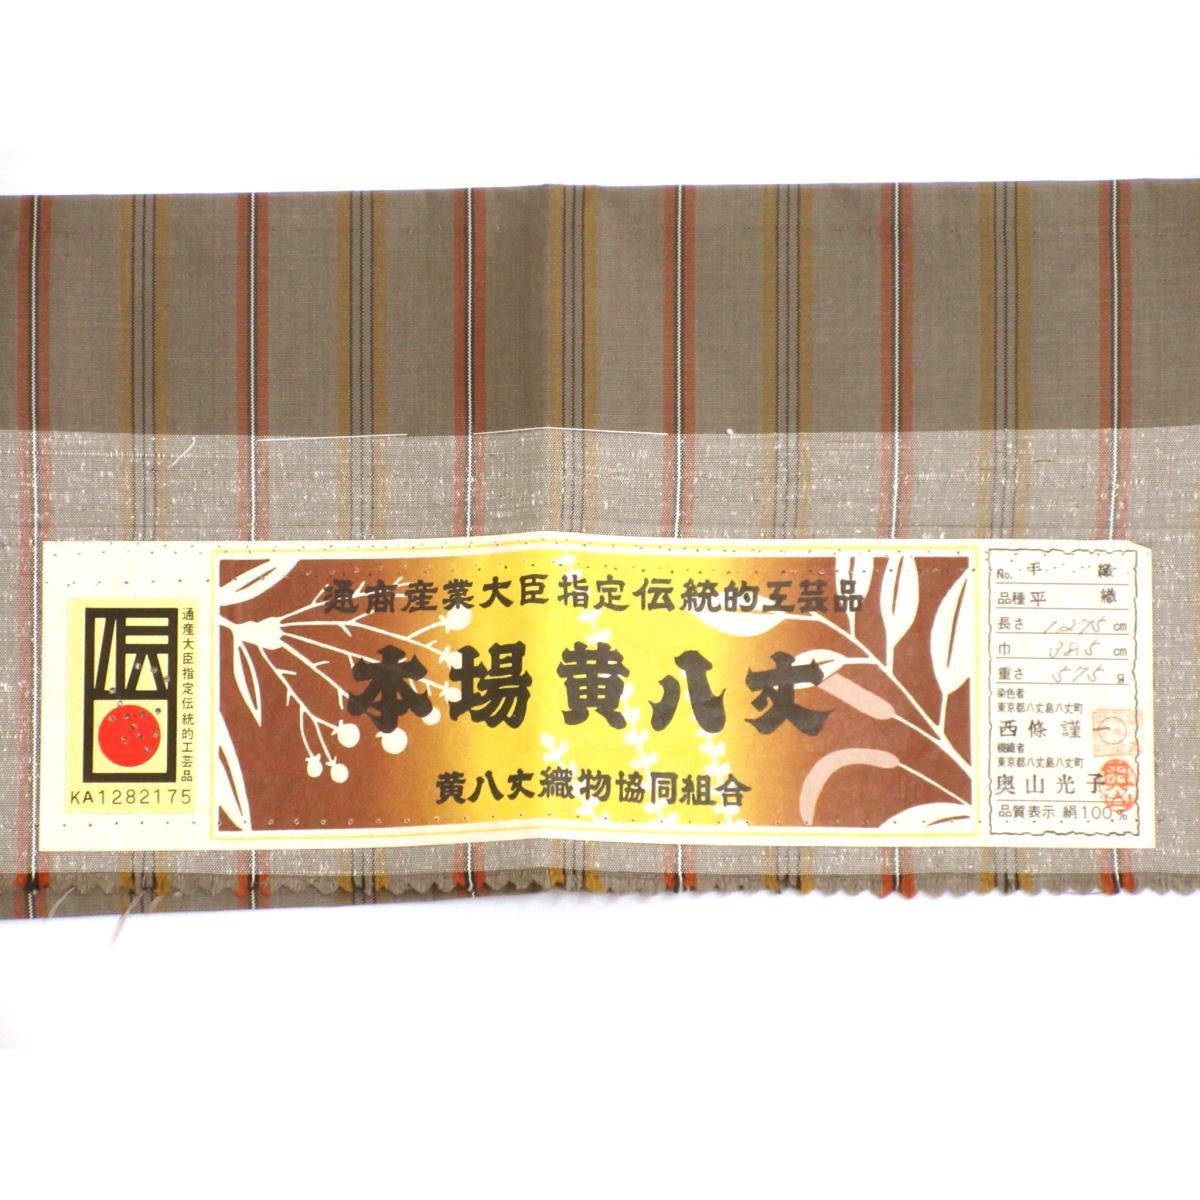 伝
通産大臣指定伝統的工芸品
KA1282175
通商産業大臣指定伝統的工芸品
本場黄八丈
黄八丈織物協同組合
No. 手織
品種 平織
長さ 1275 cm
巾 38.5 cm
重さ 575 g
染色者
東京都八丈島八丈町
西條謹一
機織者
東京都八丈島八丈町
奥山光子
品質表示 絹100%